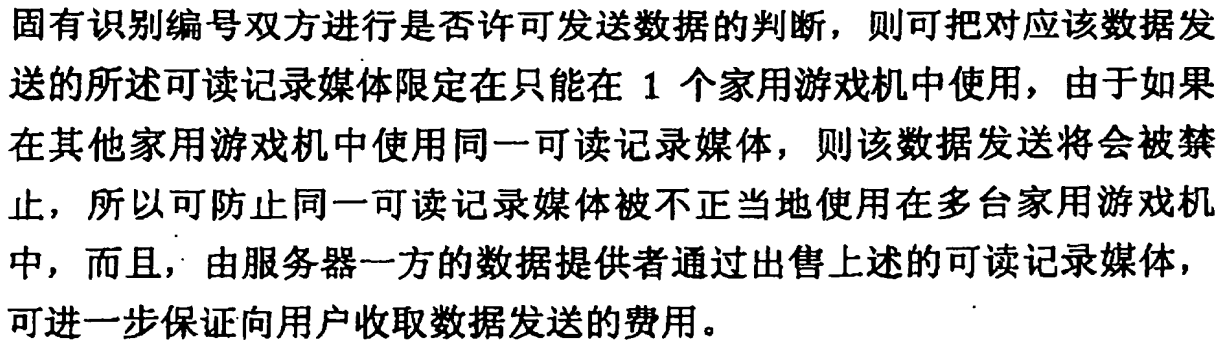 固有识别编号双方进行是否许可发送数据的判断，则可把对应该数据发
送的所述可读记录媒体限定在只能在 1 个家用游戏机中使用，由于如果
在其他家用游戏机中使用同一可读记录媒体，则该数据发送将会被禁
止，所以可防止同一可读记录媒体被不正当地使用在多台家用游戏机
中，而且，由服务器一方的数据提供者通过出售上述的可读记录媒体，
可进一步保证向用户收取数据发送的费用。